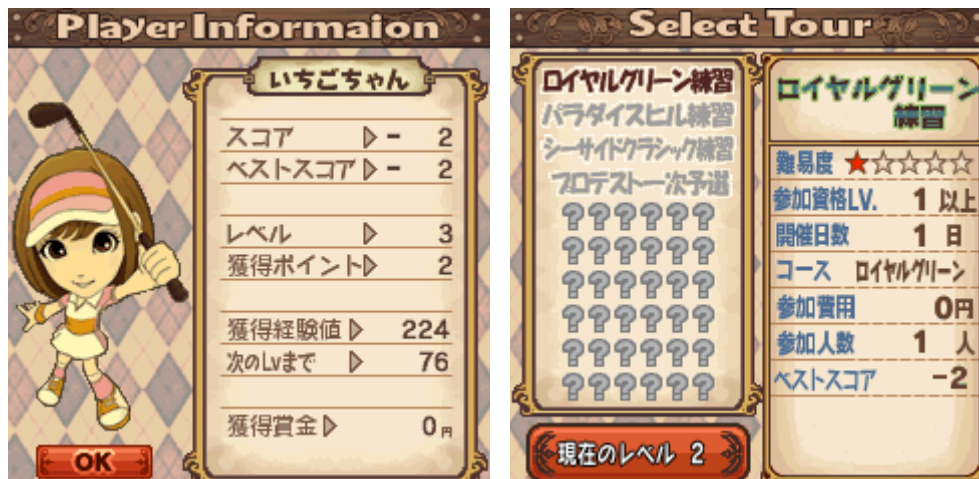 Player Informaion
いちごちゃん
スコア ▷ － 2
ベストスコア ▷ － 2
レベル ▷ 3
獲得ポイント▷ 2
獲得経験値 ▷ 224
次のLvまで ▷ 76
獲得賞金▷ 0円
OK
Select Tour
ロイヤルグリーン練習
パラダイスヒル練習
シーサイドクラシック練習
プロテスト一次予選
??????
??????
??????
??????
??????
??????
現在のレベル 2
ロイヤルグリーン
練習
難易度 ★☆☆☆☆
参加資格LV. 1 以上
開催日数 1 日
コース ロイヤルグリーン
参加費用 0円
参加人数 1 人
ベストスコア －2